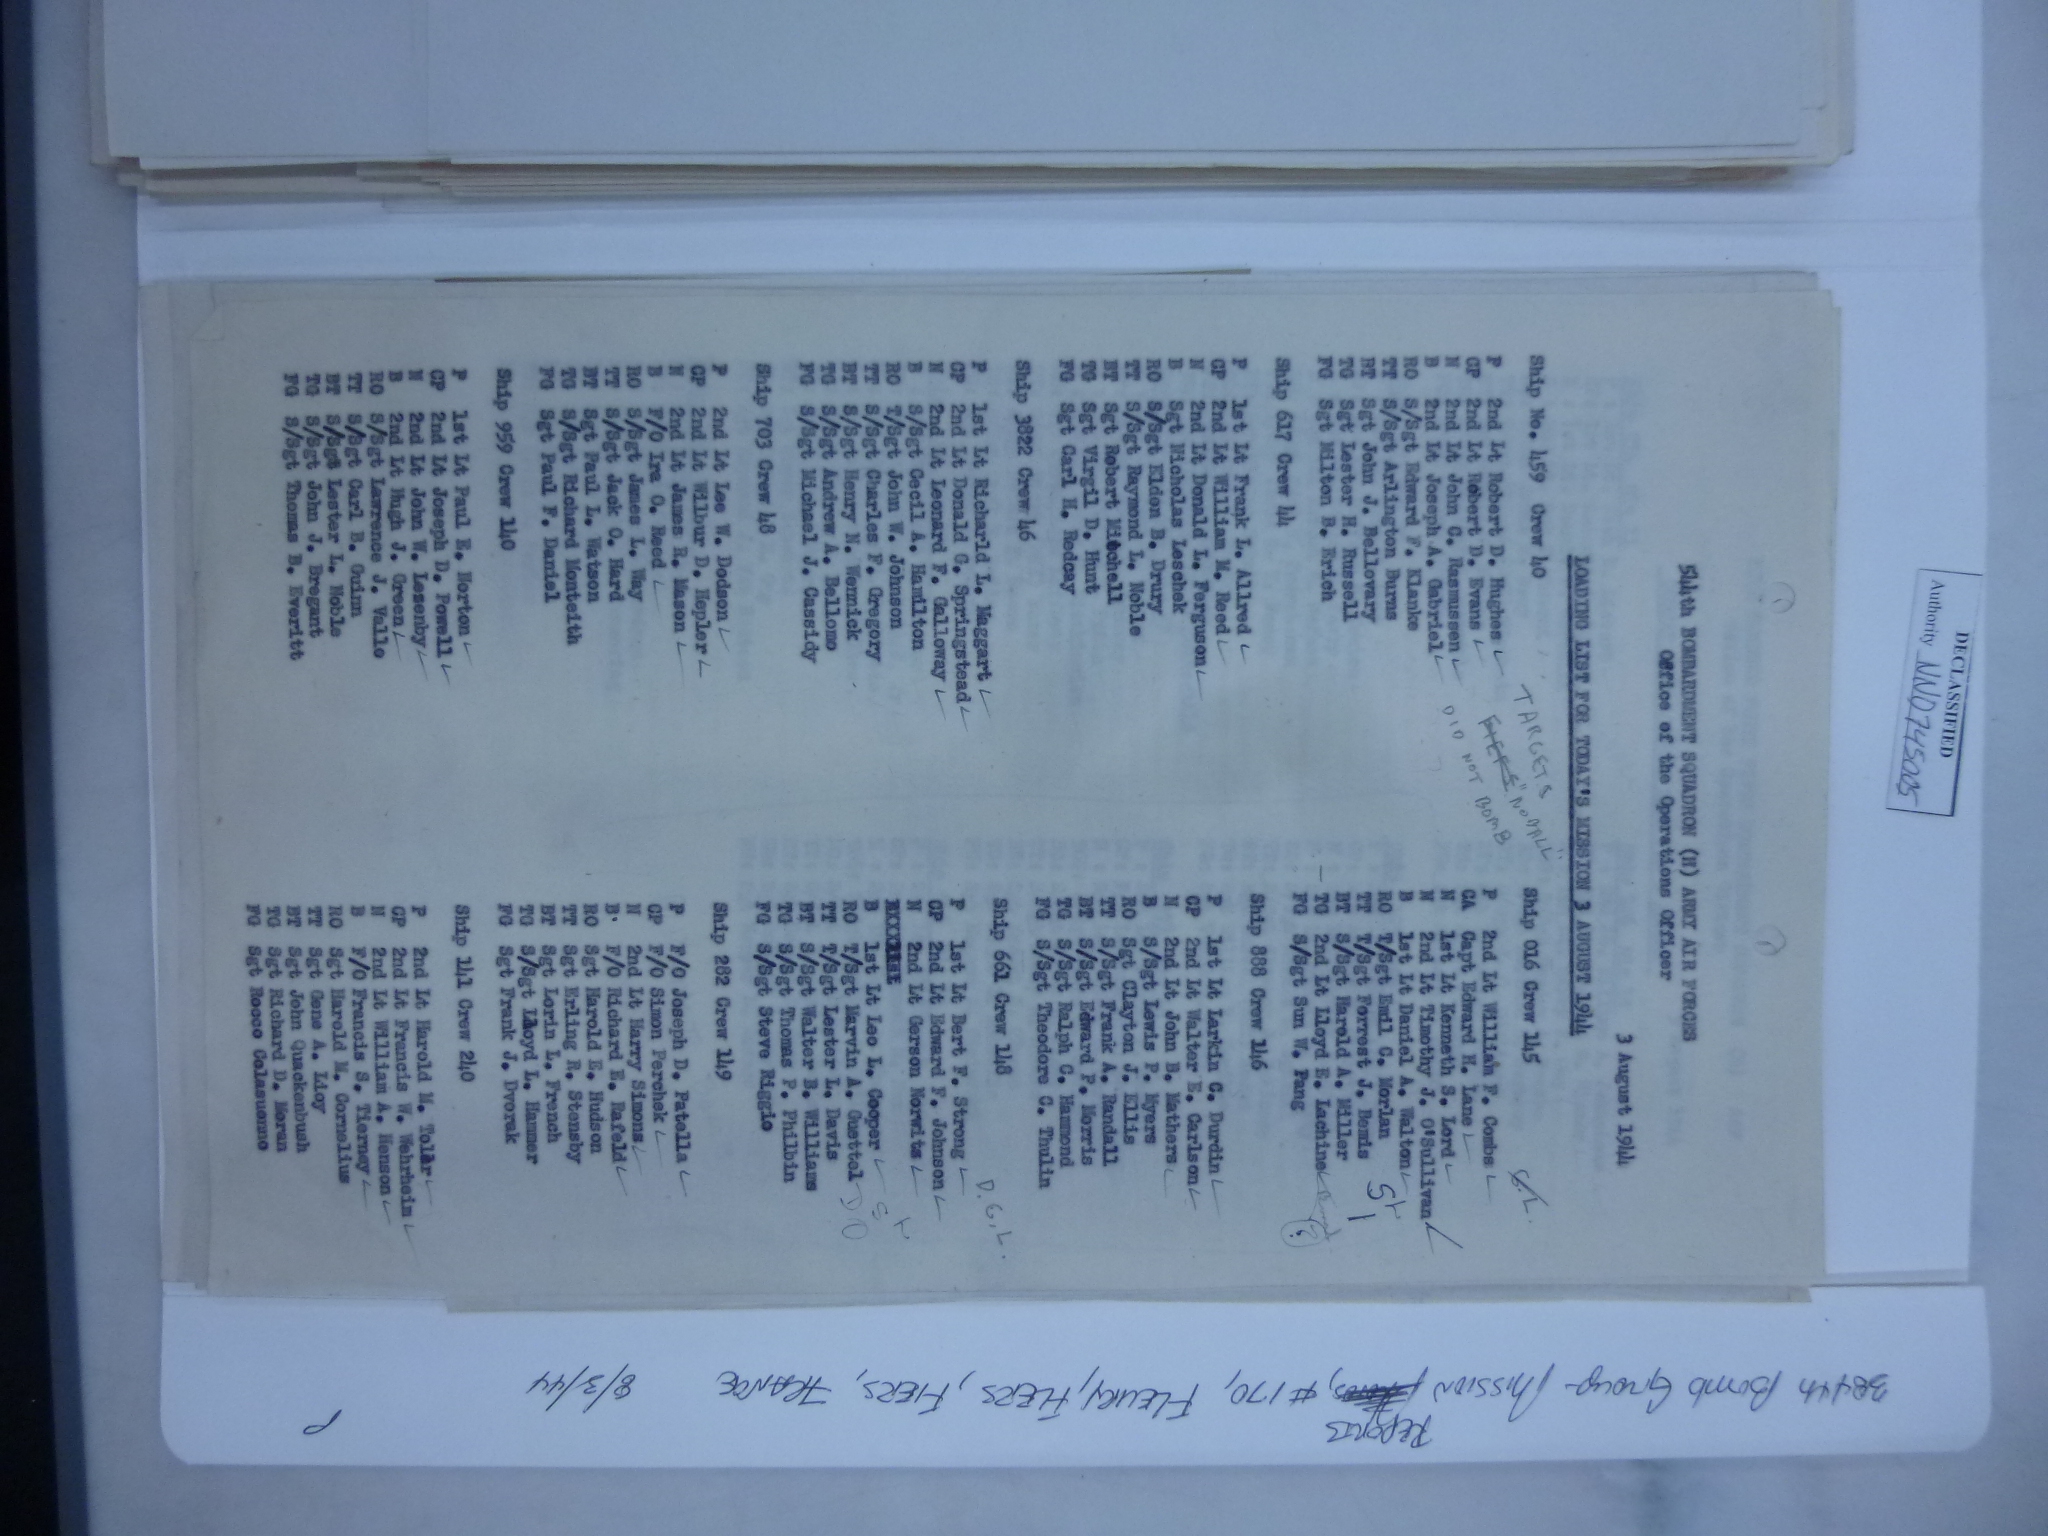 DECLASSIFIED
Authority NND745005
544th BOMBARDMENT SQUADRON (H) ARMY AIR FORCES
Office of the Operations Officer
3 August 1944
LOADING LIST FOR TODAY'S MISSION 3 AUGUST 1944
TARGETS
"NOBALL"
DID NOT BOMB
Ship No. 459 Crew 40
P 2nd Lt Robert D. Hughes
CP 2nd Lt Robert D. Evans
N 2nd Lt John C. Rasmussen
B 2nd Lt Joseph A. Gabriel
RO S/Sgt Edward F. Klanke
TT S/Sgt Arlington Burns
BT Sgt John J. Bellovary
TG Sgt Lester H. Russell
FG Sgt Milton B. Erich
Ship 617 Crew 44
P 1st Lt Frank L. Allred
CP 2nd Lt William M. Reed
N 2nd Lt Donald L. Ferguson
B Sgt Nicholas Leschek
RO S/Sgt Eldon B. Drury
TT S/Sgt Raymond L. Noble
BT Sgt Robert Mitchell
TG Sgt Virgil D. Hunt
FG Sgt Carl H. Redcay
Ship 3822 Crew 46
P 1st Lt Richarld L. Maggart
CP 2nd Lt Donald G. Springstead
N 2nd Lt Leonard F. Galloway
B S/Sgt Cecil A. Hamilton
RO T/Sgt John W. Johnson
TT S/Sgt Charles F. Gregory
BT S/Sgt Henry N. Wennick
TG S/Sgt Andrew A. Bellomo
FG S/Sgt Michael J. Cassidy
Ship 703 Crew 48
P 2nd Lt Lee W. Dodson
CP 2nd Lt Wilbur D. Hepler
N 2nd Lt James R. Mason
B F/O Ira O. Reed
RO S/Sgt James L. Way
TT S/Sgt Jack O. Hard
BT Sgt Paul L. Watson
TG S/Sgt Richard Monteith
FG Sgt Paul F. Daniel
Ship 959 Crew 140
P 1st Lt Paul E. Norton
CP 2nd Lt Joseph D. Powell
N 2nd Lt John W. Lesenby
B 2nd Lt Hugh J. Green
RO S/Sgt Lawrence J. Vallo
TT S/Sgt Carl B. Guinn
BT S/Sgt Lester L. Noble
TG S/Sgt John J. Bregant
FG S/Sgt Thomas B. Everitt
Ship 016 Crew 145
P 2nd Lt William P. Combs
CA Capt Edward H. Lane
N 1st Lt Kenneth S. Lord
N 2nd Lt Timothy J. O'Sullivan
B 1st Lt Daniel A. Walton
RO T/Sgt Emil C. Morlan
TT T/Sgt Forrest J. Bemis
BT S/Sgt Harold A. Miller
TG 2nd Lt Lloyd E. Lachine
FG S/Sgt Sun W. Pang
Ship 888 Crew 146
P 1st Lt Larkin C. Durdin
CP 2nd Lt Walter E. Carlson
N 2nd Lt John B. Mathers
B S/Sgt Lewis P. Myers
RO Sgt Clayton J. Ellis
TT S/Sgt Frank A. Randall
BT S/Sgt Edward P. Morris
TG S/Sgt Ralph C. Hammond
FG S/Sgt Theodore C. Thulin
Ship 661 Crew 148
D.G.L.
P 1st Lt Bert F. Strong
CP 2nd Lt Edward F. Johnson
N 2nd Lt Gerson Norwitz
B 1st Lt Leo L. Cooper
RO T/Sgt Marvin A. Gusttel
TT T/Sgt Lester L. Davis
BT S/Sgt Walter B. Williams
TG S/Sgt Thomas P. Philbin
FG S/Sgt Steve Riggio
Ship 282 Crew 149
P F/O Joseph D. Patella
CP F/O Simon Perchek
N 2nd Lt Harry Simons
B F/O Richard E. Rafeld
RO Sgt Harold E. Hudson
TT Sgt Erling R. Stensby
BT Sgt Lorin L. French
TG S/Sgt Lloyd L. Hammer
FG Sgt Frank J. Dvorak
Ship 141 Crew 240
P 2nd Lt Harold M. Toler
CP 2nd Lt Francis W. Wehrheim
N 2nd Lt William A. Henson
B F/O Francis S. Tierney
RO Sgt Harold M. Cornelius
TT Sgt Gene A. Licy
BT Sgt John Quackenbush
TG Sgt Richard D. Moran
FG Sgt Rocco Colasuonno
384th Bomb Group - Mission Reports, #170, FLEURY, FLERS, FIERS, FRANCE 8/3/44
P